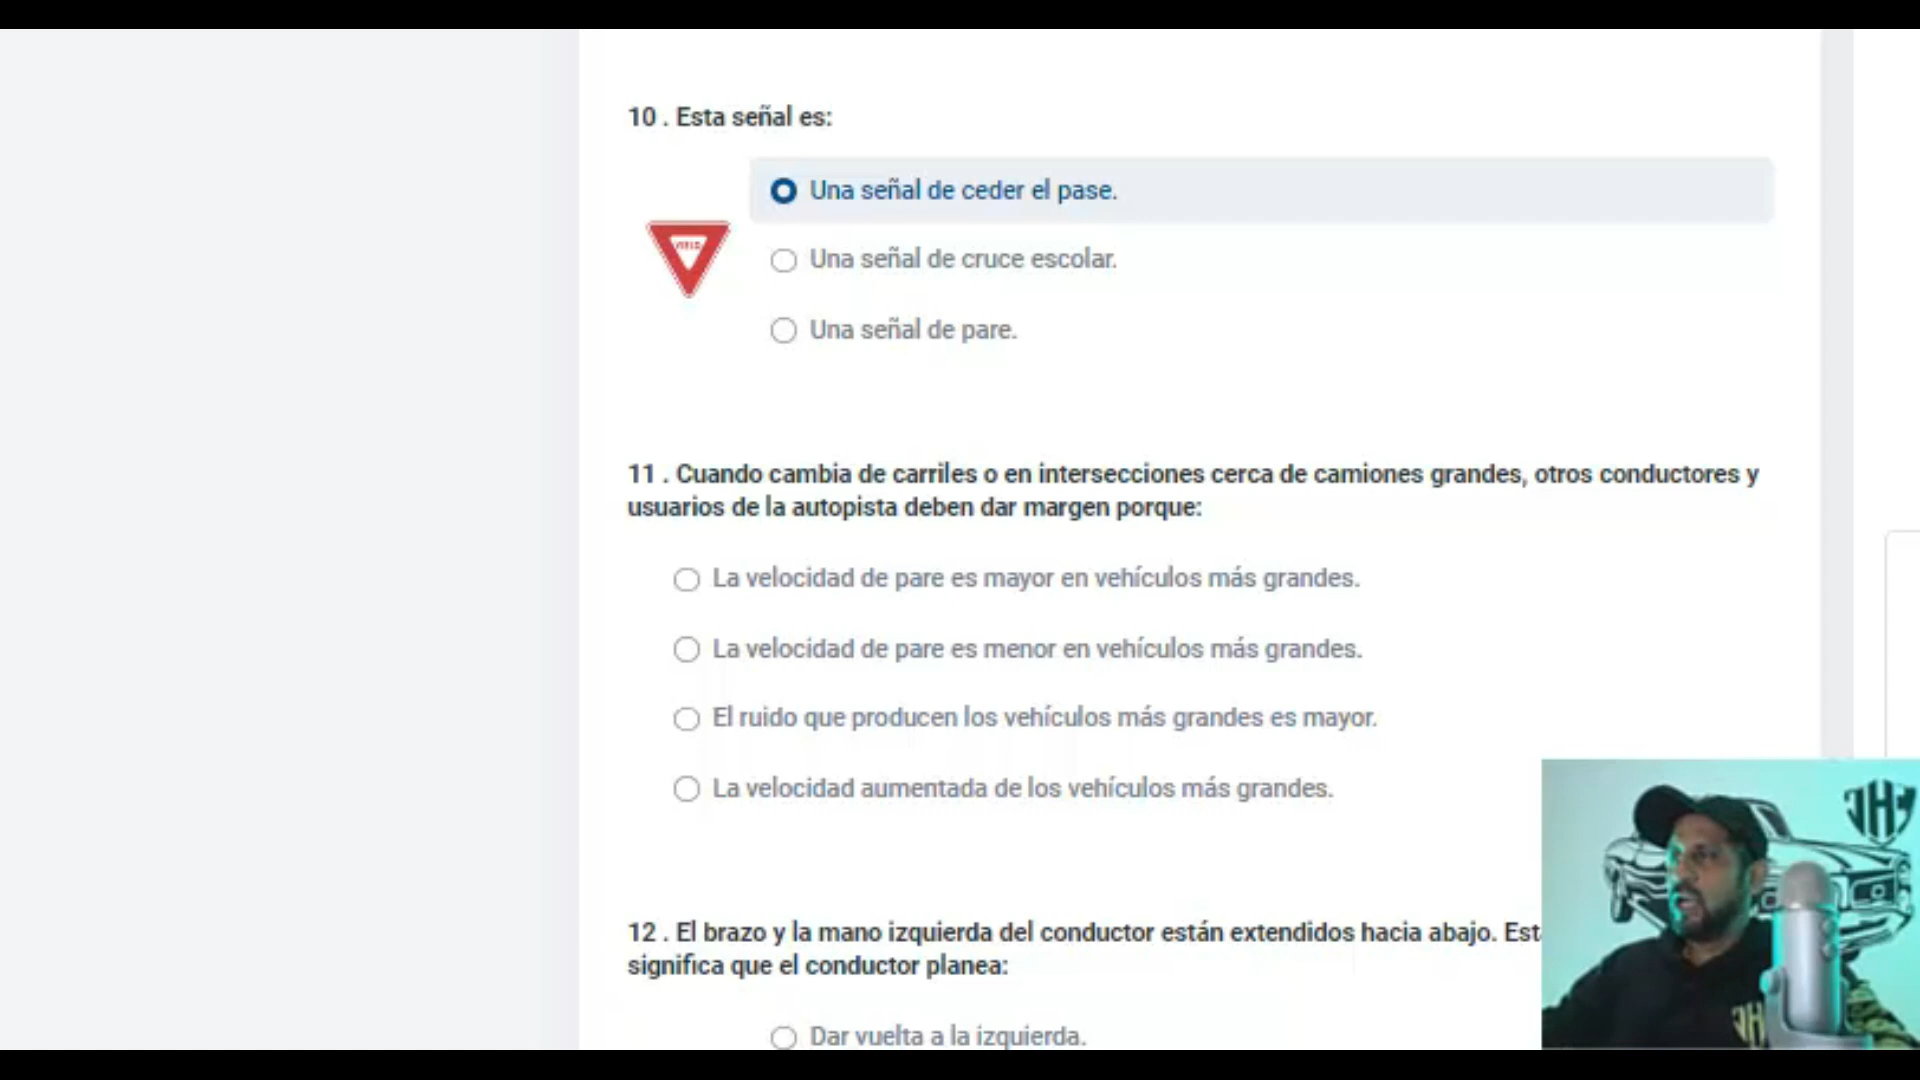 10 . Esta señal es:
Una señal de ceder el pase.
YIELD
Una señal de cruce escolar.
Una señal de pare.
11 . Cuando cambia de carriles o en intersecciones cerca de camiones grandes, otros conductores y
usuarios de la autopista deben dar margen porque:
La velocidad de pare es mayor en vehículos más grandes.
La velocidad de pare es menor en vehículos más grandes.
El ruido que producen los vehículos más grandes es mayor.
La velocidad aumentada de los vehículos más grandes.
12 . El brazo y la mano izquierda del conductor están extendidos hacia abajo. Est
significa que el conductor planea:
Dar vuelta a la izquierda.